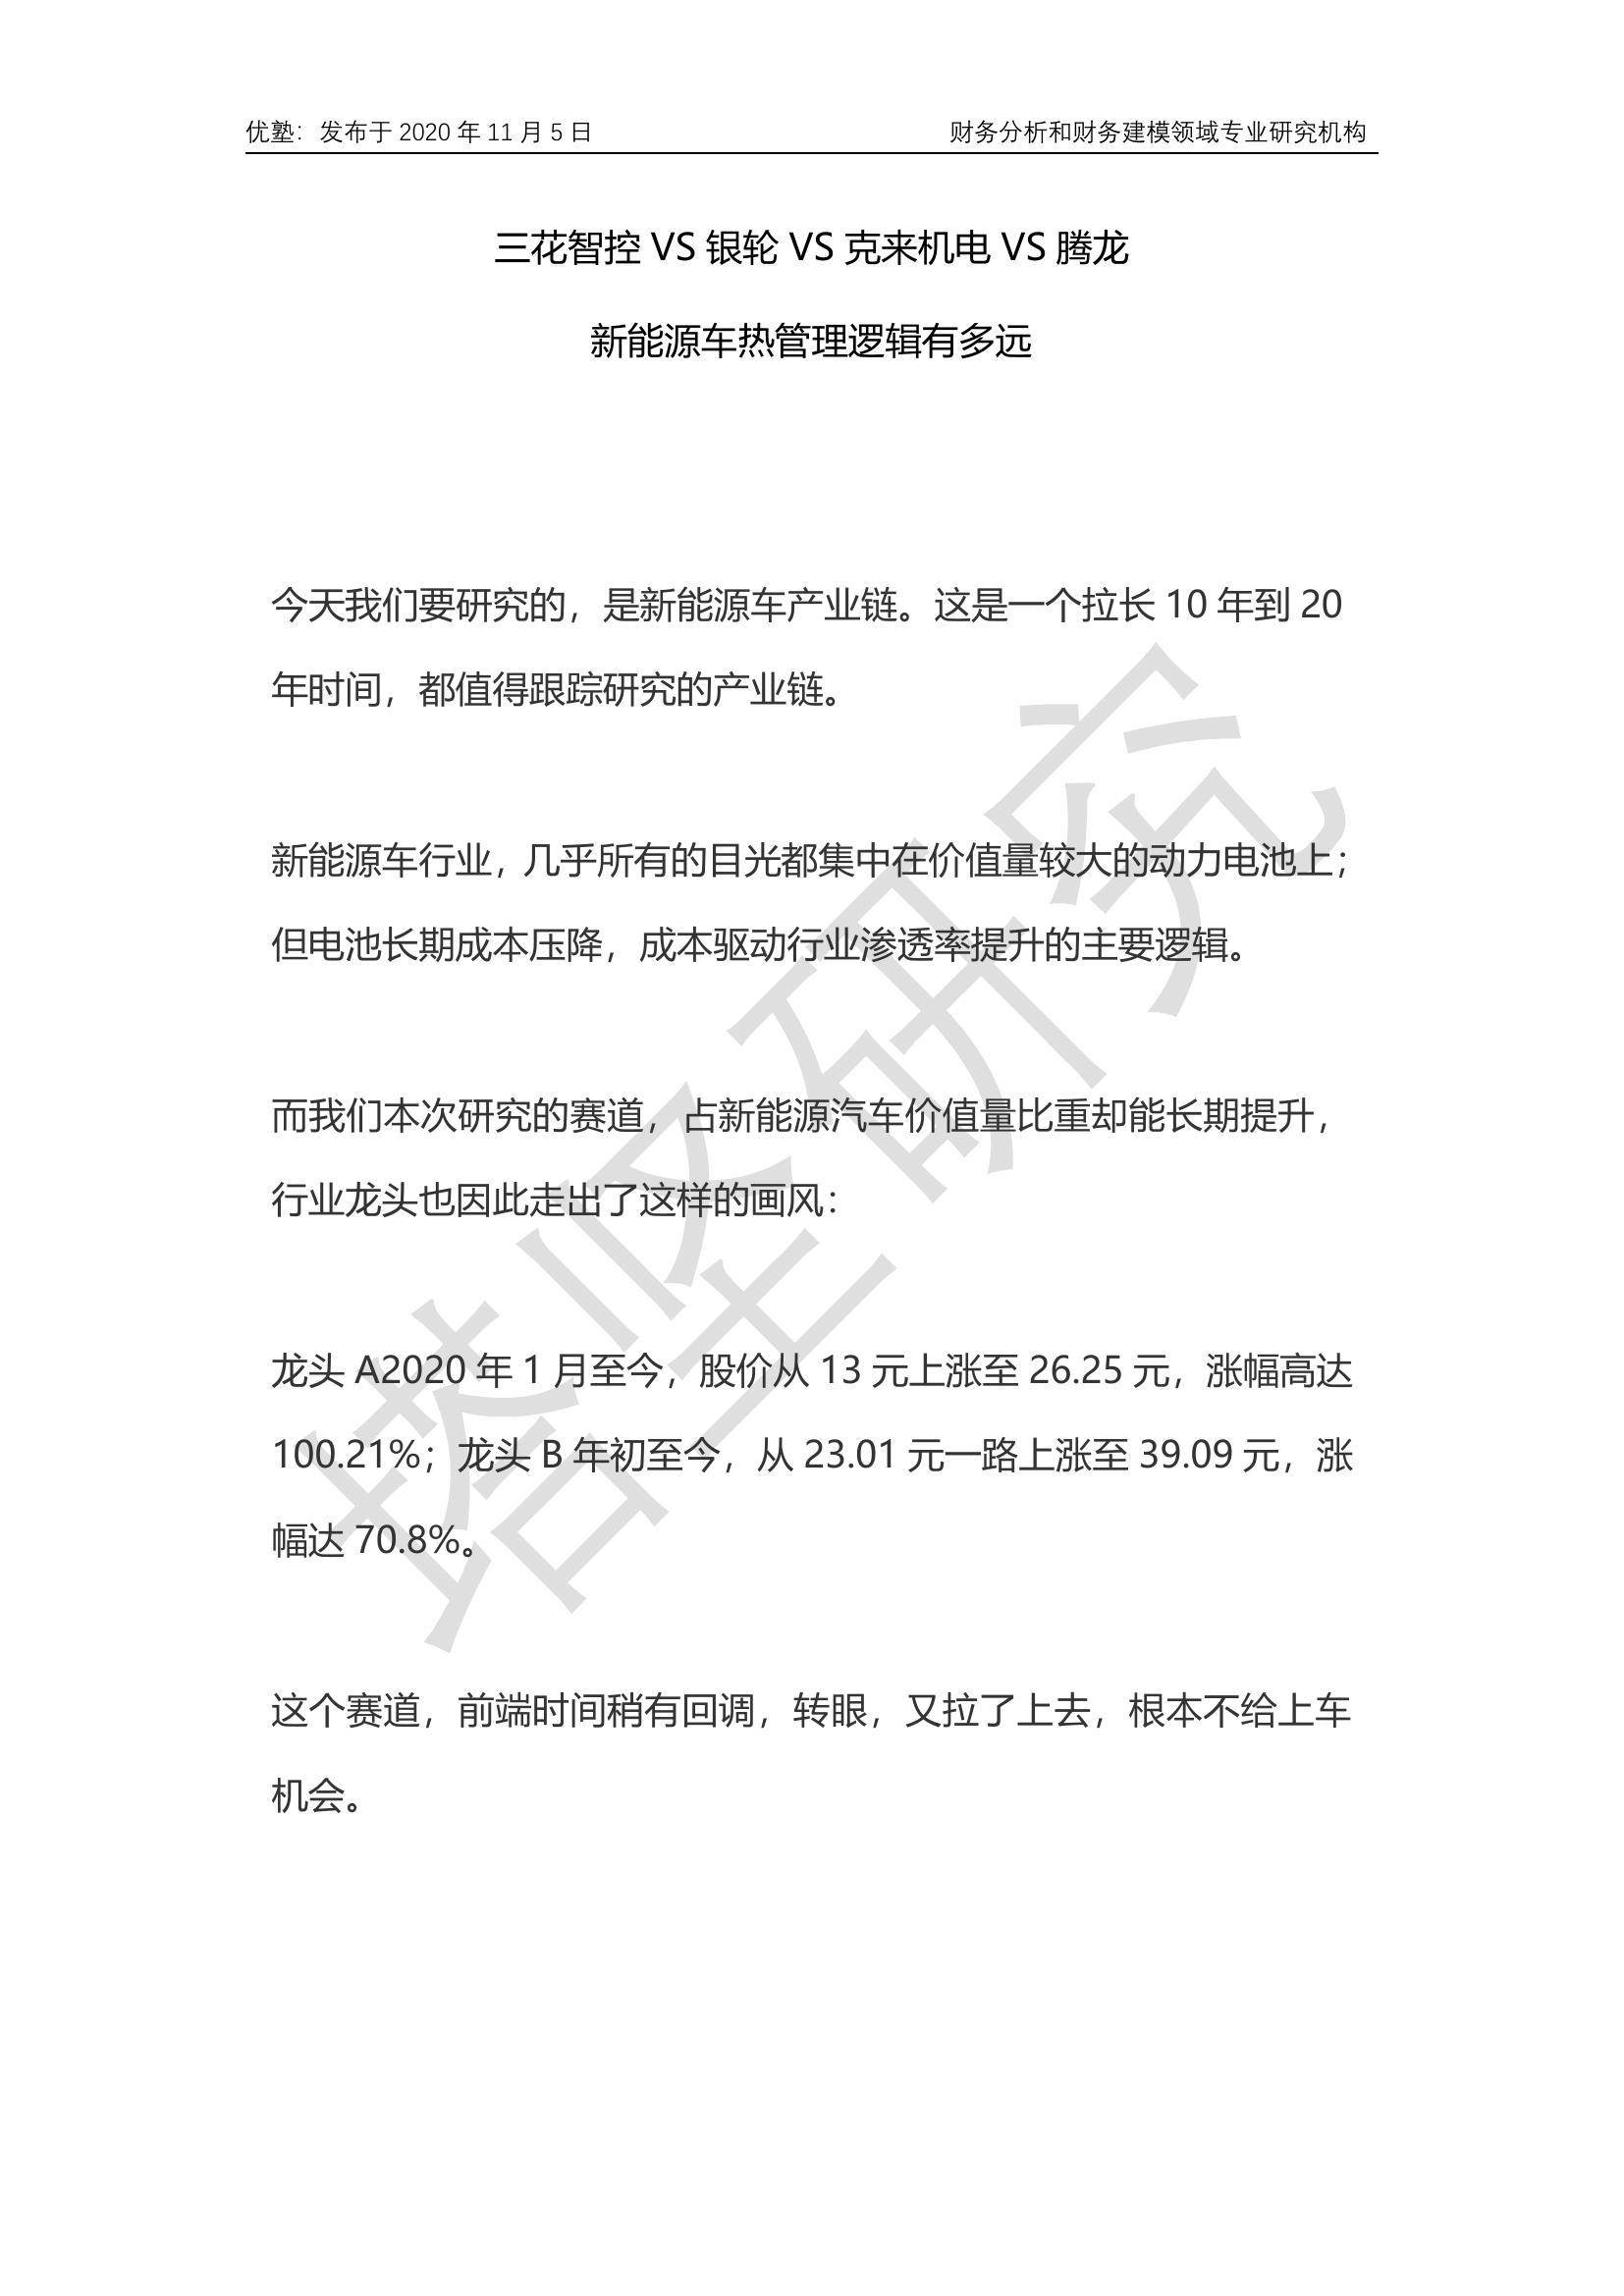 优塾：发布于 2020 年 11 月 5 日 财务分析和财务建模领域专业研究机构
三花智控 VS 银轮 VS 克来机电 VS 腾龙
新能源车热管理逻辑有多远
今天我们要研究的，是新能源车产业链。这是一个拉长 10 年到 20
年时间，都值得跟踪研究的产业链。
新能源车行业，几乎所有的目光都集中在价值量较大的动力电池上；
但电池长期成本压降，成本驱动行业渗透率提升的主要逻辑。
而我们本次研究的赛道，占新能源汽车价值量比重却能长期提升，
行业龙头也因此走出了这样的画风：
龙头 A2020 年 1 月至今，股价从 13 元上涨至 26.25 元，涨幅高达
100.21%；龙头 B 年初至今，从 23.01 元一路上涨至 39.09 元，涨
幅达 70.8%。
这个赛道，前端时间稍有回调，转眼，又拉了上去，根本不给上车
机会。
塔坚研究